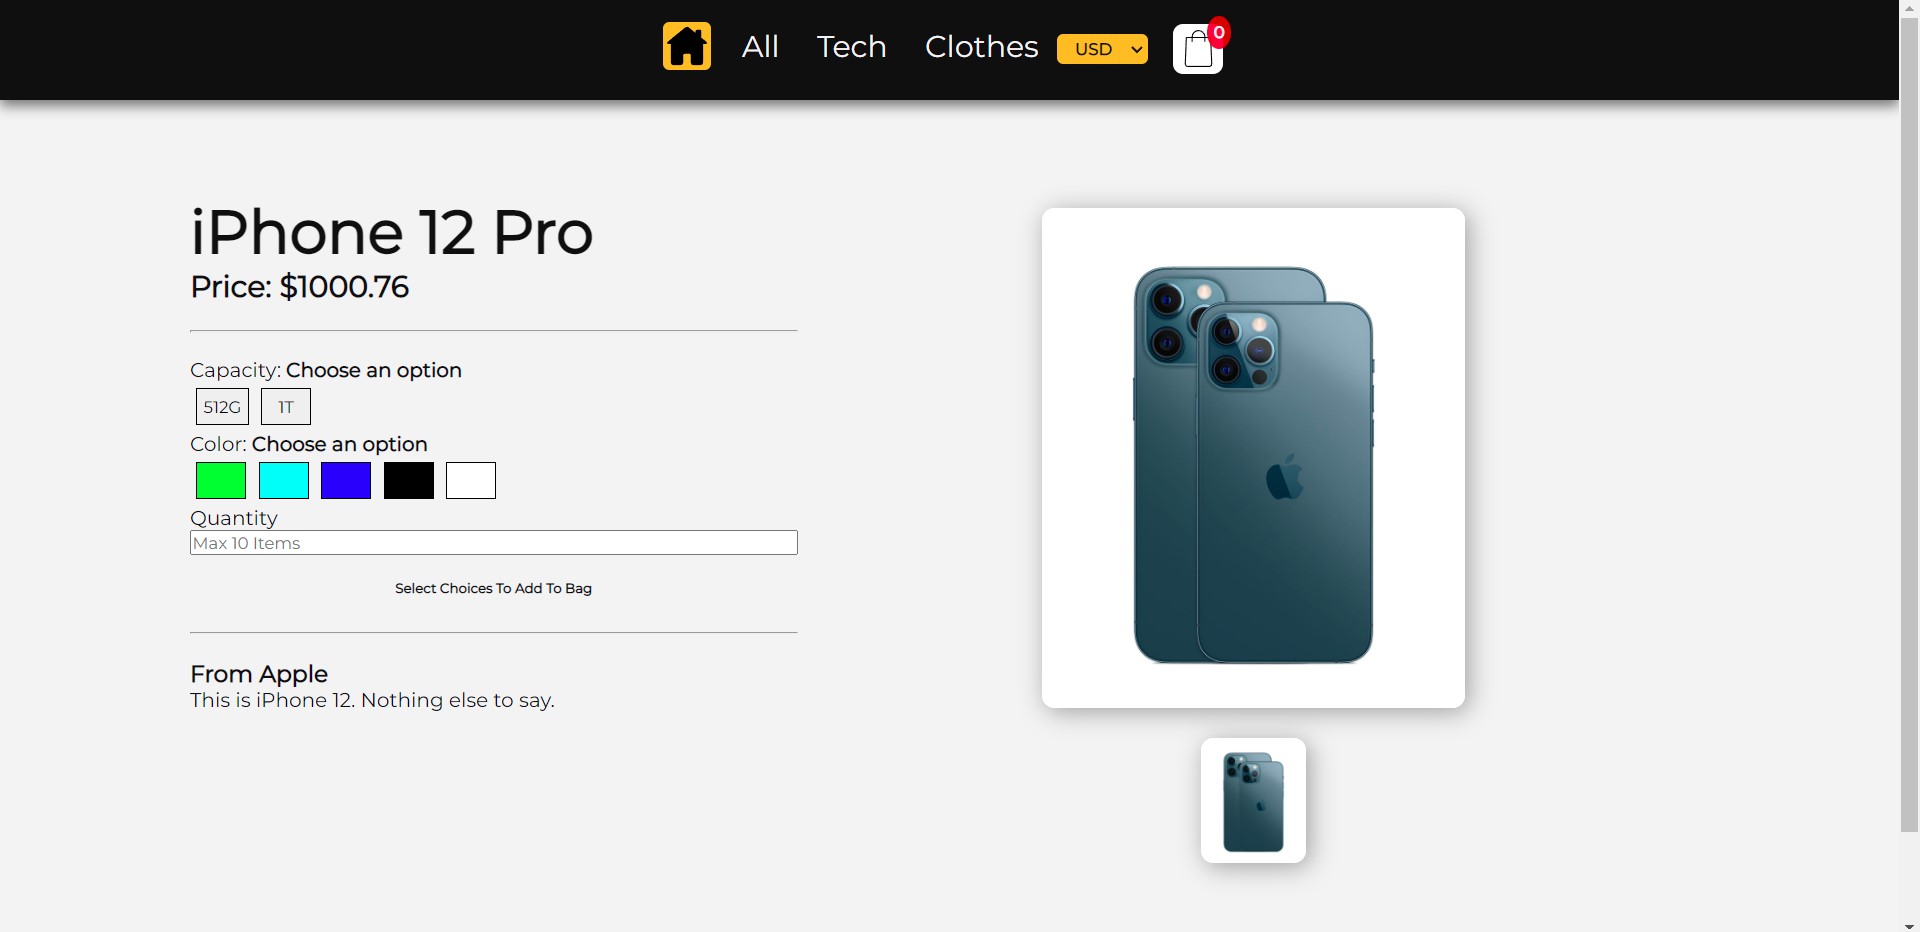 All Tech Clothes USD 0
iPhone 12 Pro
Price: $1000.76
Capacity: Choose an option
512G 1T
Color: Choose an option
Quantity
Max 10 Items
Select Choices To Add To Bag
From Apple
This is iPhone 12. Nothing else to say.